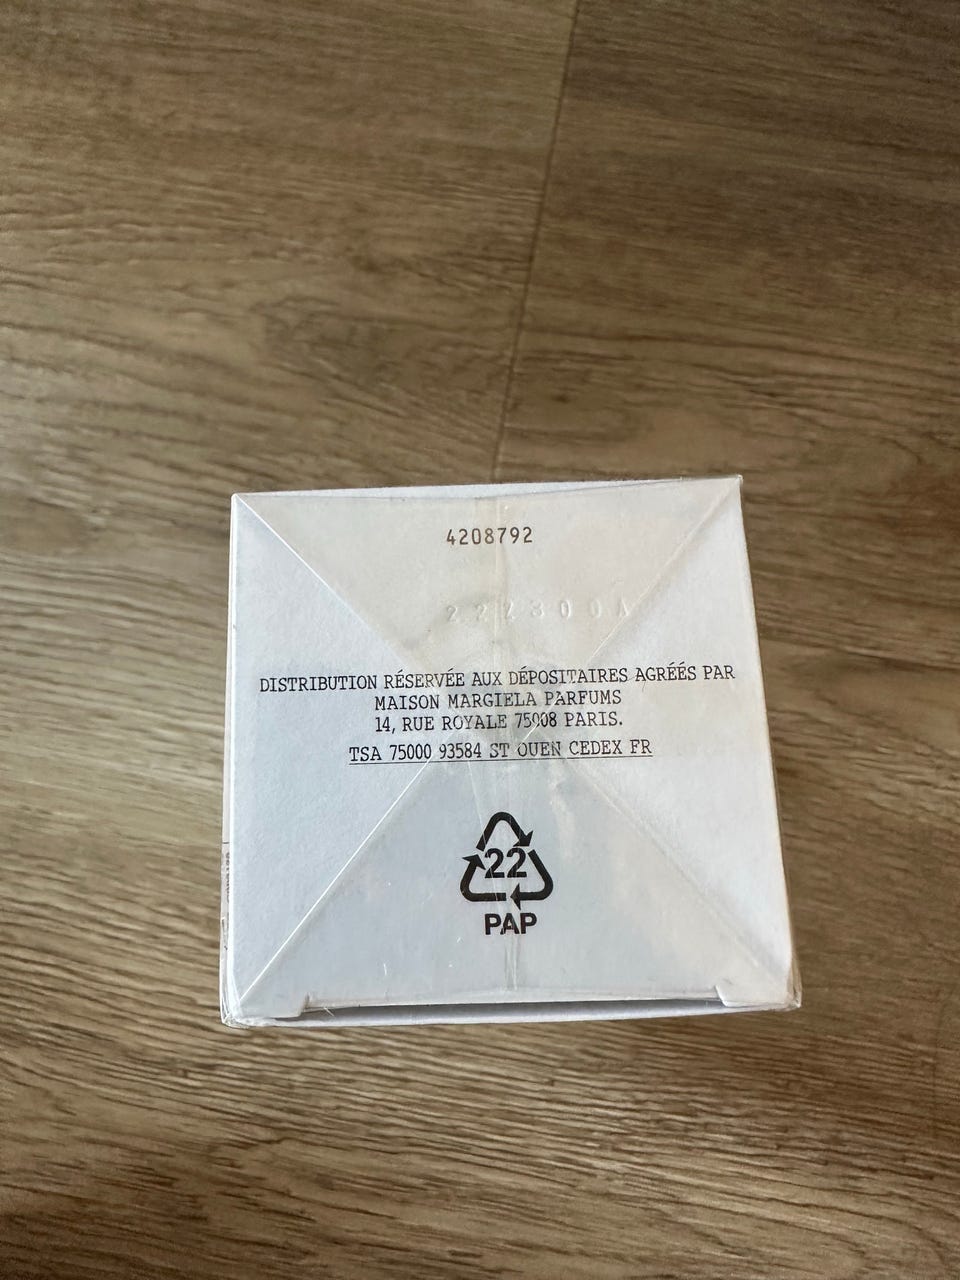 4208792
DISTRIBUTION RÉSERVÉE AUX DÉPOSITAIRES AGRÉÉS PAR
MAISON MARGIELA PARFUMS
14, RUE ROYALE 75008 PARIS.
TSA 75000 93584 ST OUEN CEDEX FR
22
PAP